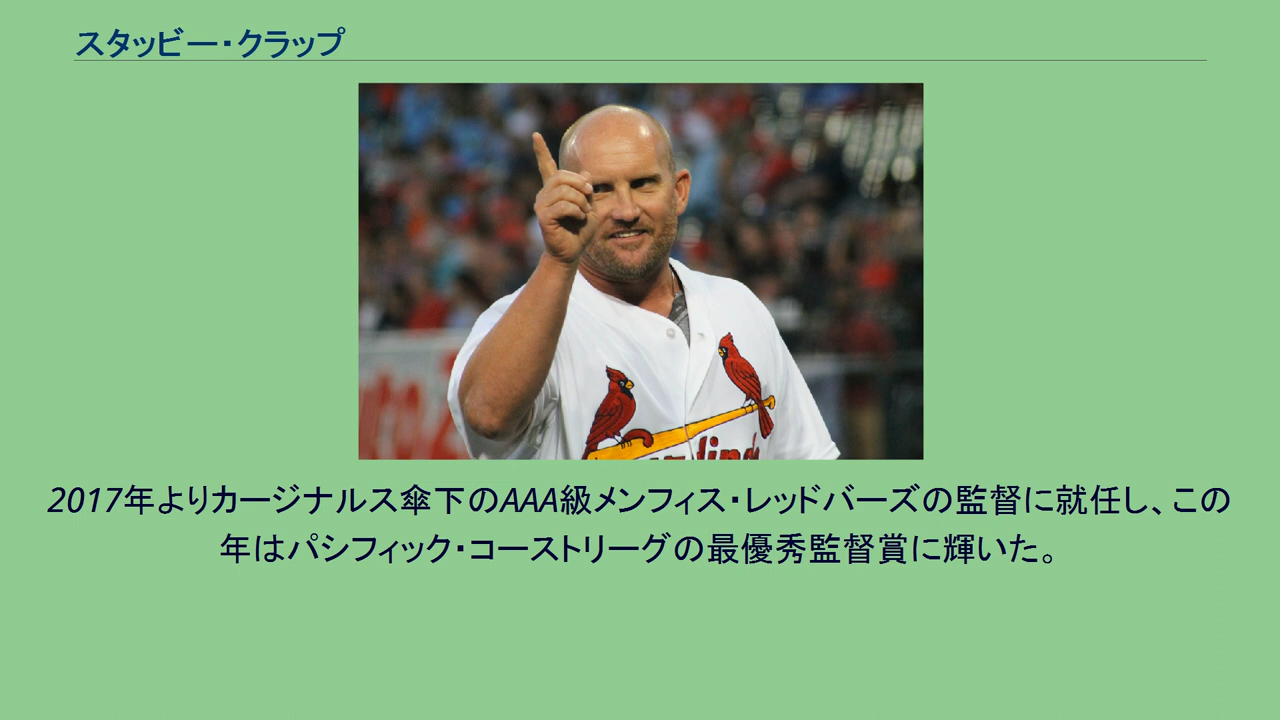 スタッビー・クラップ
2017年よりカージナルス傘下のAAA級メンフィス・レッドバーズの監督に就任し、この
年はパシフィック・コーストリーグの最優秀監督賞に輝いた。